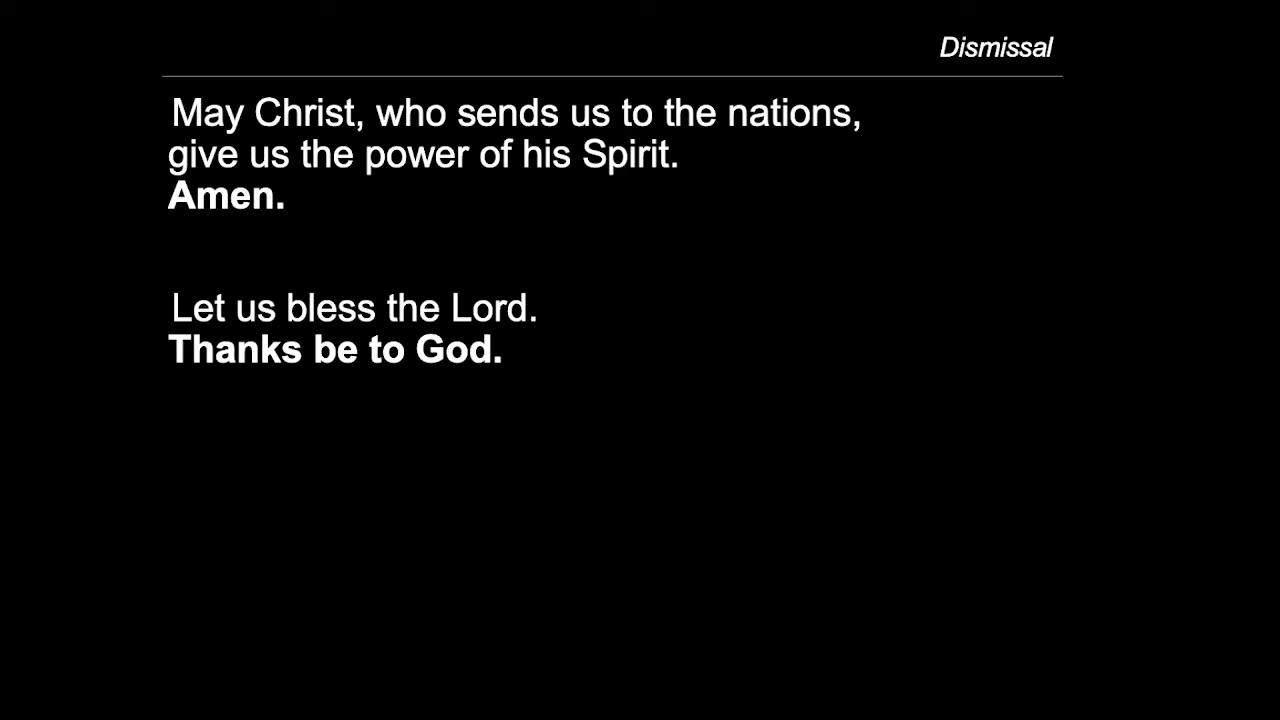 Dismissal
May Christ, who sends us to the nations,
give us the power of his Spirit.
Amen.
Let us bless the Lord.
Thanks be to God.